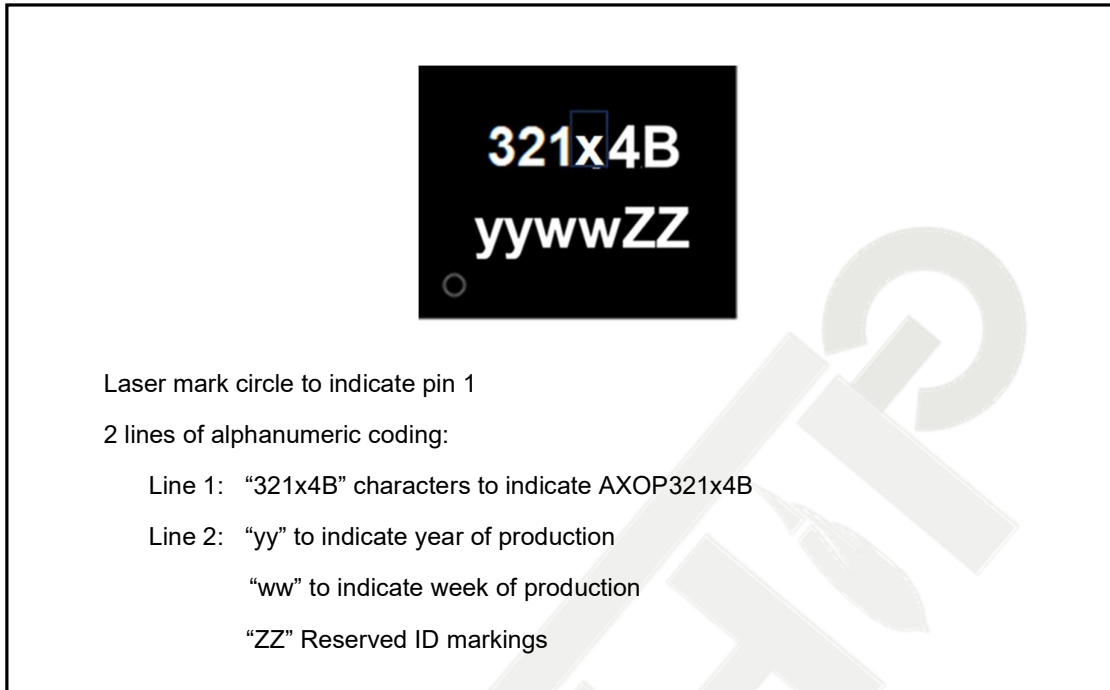 321x4B
yywwZZ
Laser mark circle to indicate pin 1
2 lines of alphanumeric coding:
Line 1: “321x4B” characters to indicate AXOP321x4B
Line 2: “yy” to indicate year of production
“ww” to indicate week of production
“ZZ” Reserved ID markings